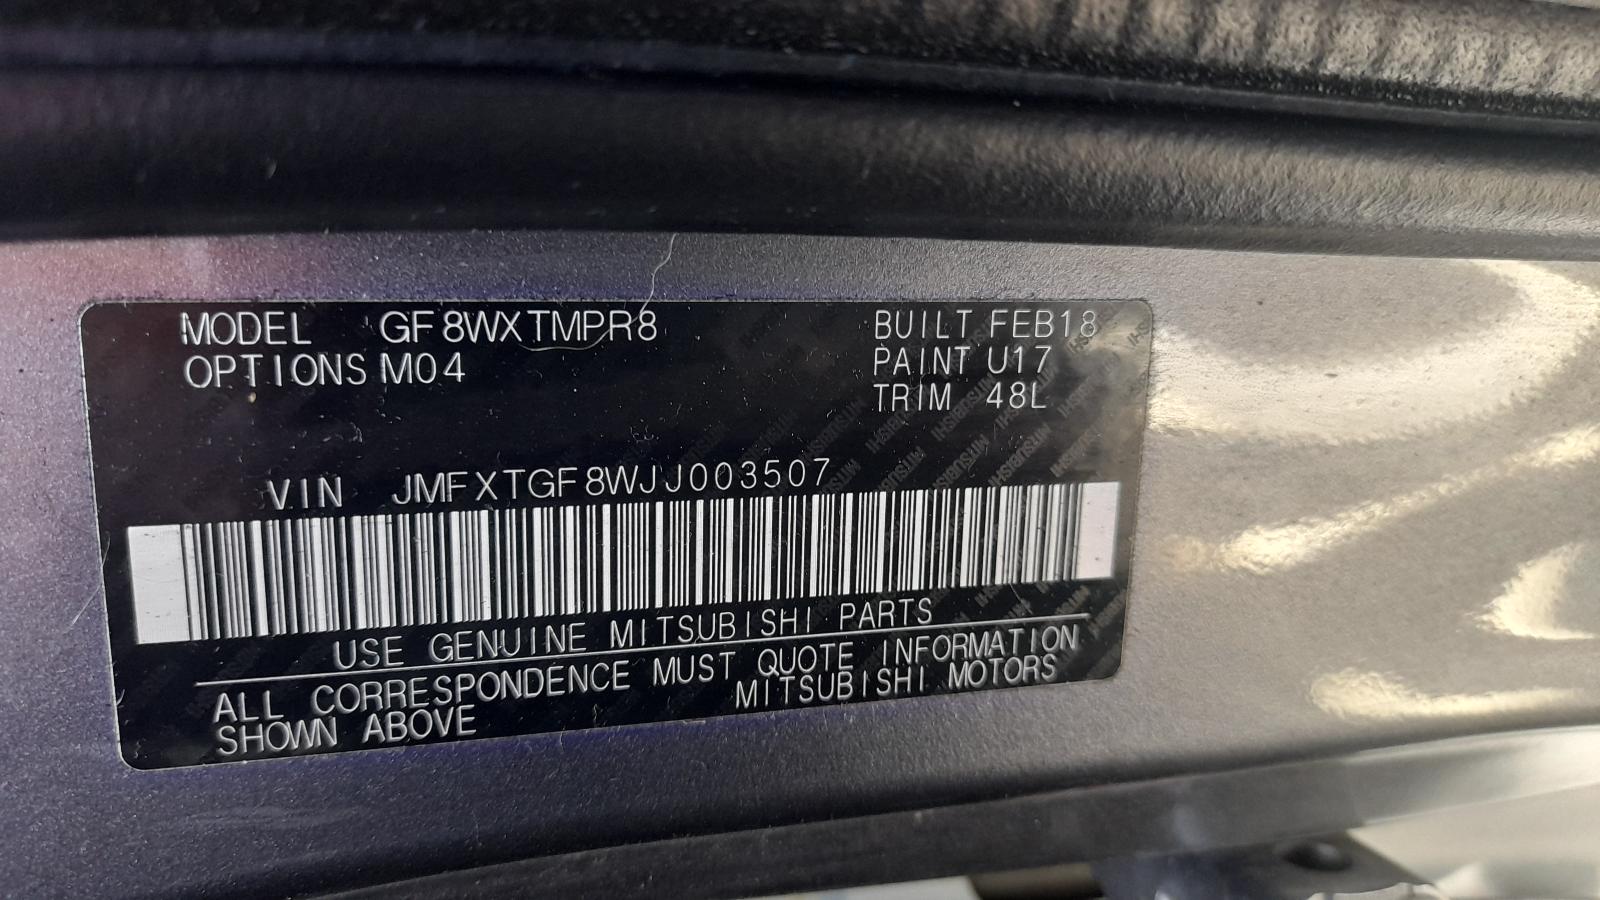 MODEL GF8WXTMPR8 BUILT FEB18
OPTIONS M04 PAINT U17
TRIM 48L
VIN JMFXTGF8WJJ003507
USE GENUINE MITSUBISHI PARTS
ALL CORRESPONDENCE MUST QUOTE INFORMATION
SHOWN ABOVE MITSUBISHI MOTORS